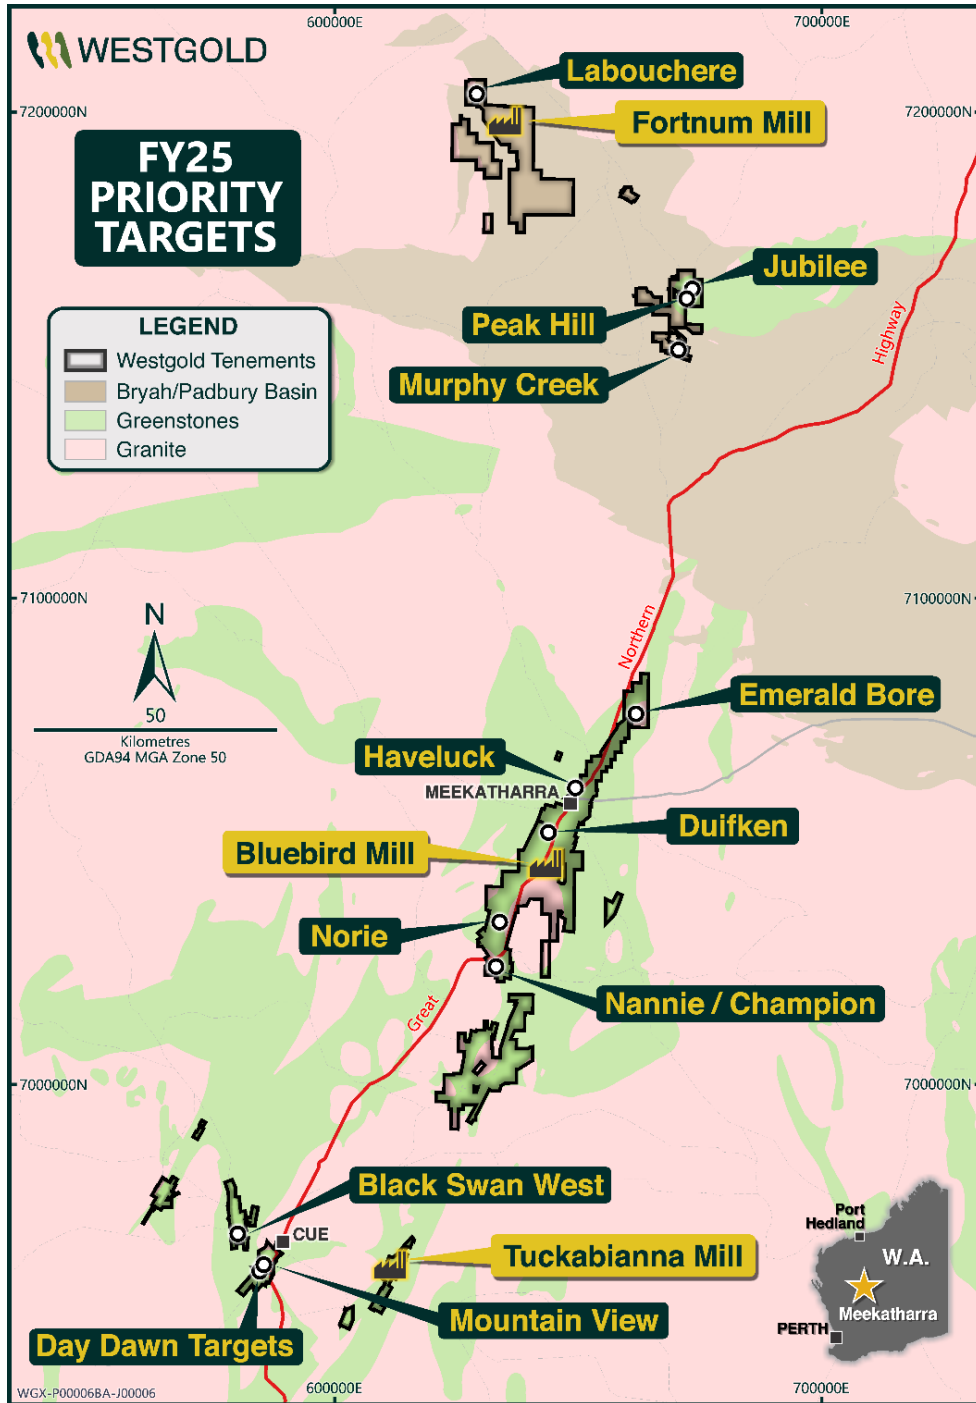 600000E
700000E
WESTGOLD
Labouchere
7200000N
7200000N
Fortnum Mill
FY25
PRIORITY
TARGETS
Jubilee
Peak Hill
Highway
LEGEND
Westgold Tenements
Bryah/Padbury Basin
Greenstones
Granite
Murphy Creek
7100000N
7100000N
N
50
Kilometres
GDA94 MGA Zone 50
Northern
Emerald Bore
Haveluck
MEEKATHARRA
Duifken
Bluebird Mill
Norie
Nannie / Champion
Great
7000000N
7000000N
Black Swan West
CUE
Tuckabianna Mill
Mountain View
Day Dawn Targets
Port
Hedland
W.A.
Meekatharra
PERTH
WGX-P00006BA-J00006
600000E
700000E